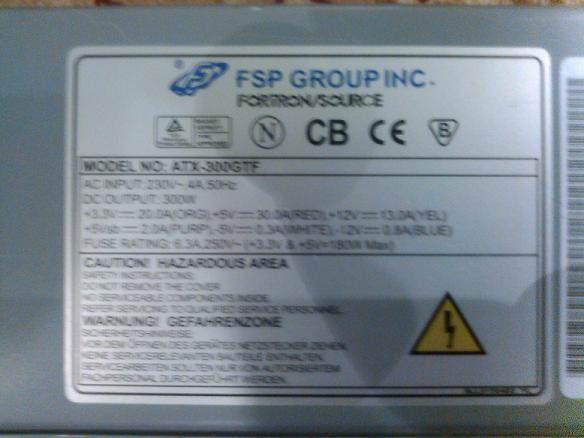 FSP GROUP INC.
FORTRON/SOURCE
N CB CE B
MODEL NO: ATX-300GTF
AC INPUT: 230V~, 4A, 50Hz
DC OUTPUT: 300W
+3.3V⎓20.0A(ORG),+5V⎓30.0A(RED),+12V⎓13.0A(YEL)
+5Vsb⎓2.0A(PURP),-5V⎓0.3A(WHITE),-12V⎓0.8A(BLUE)
FUSE RATING: 6.3A,250V~ (+3.3V & +5V=180W Max)
CAUTION! HAZARDOUS AREA
SAFETY INSTRUCTIONS:
DO NOT REMOVE THE COVER
NO SERVICEABLE COMPONENTS INSIDE.
REFER SERVICING TO QUALIFIED SERVICE PERSONNEL.
WARNUNG! GEFAHRENZONE
SICHERHEITSHINWEISE:
VOR DEM ÖFFNEN DES GERÄTES NETZSTECKER ZIEHEN.
KEINE SERVICERELEVANTEN BAUTEILE ENTHALTEN.
SERVICEARBEITEN SOLLTEN NUR VON AUTORISIERTEM
FACHPERSONAL DURCHGEFÜHRT WERDEN.